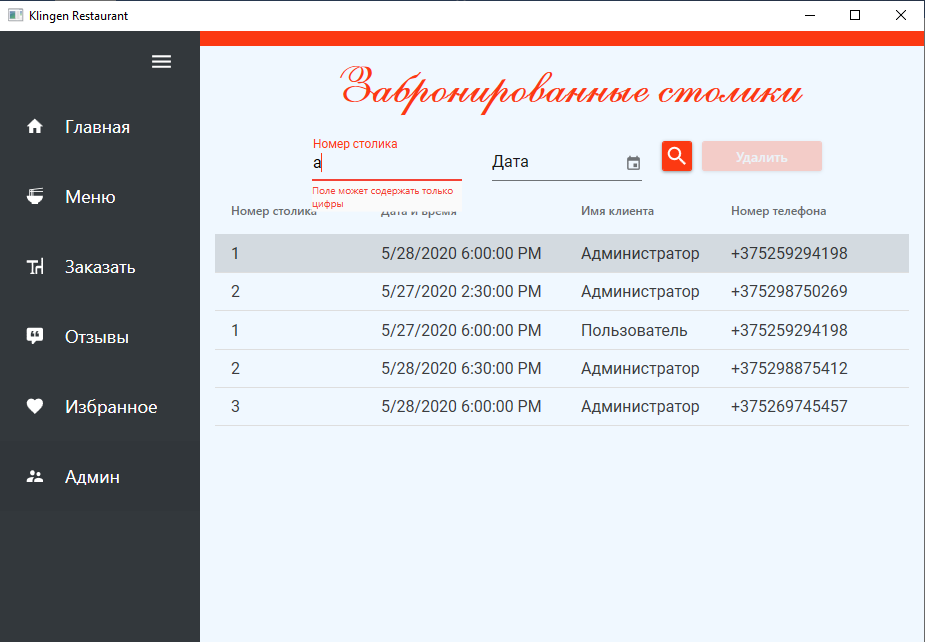 Klingen Restaurant
Главная
Меню
Заказать
Отзывы
Избранное
Админ
Забронированные столики
Номер столика
а
Поле может содержать только
цифры
Дата
Удалить
Номер столика Дата и время Имя клиента Номер телефона
1 5/28/2020 6:00:00 PM Администратор +375259294198
2 5/27/2020 2:30:00 PM Администратор +375298750269
1 5/27/2020 6:00:00 PM Пользователь +375259294198
2 5/28/2020 6:30:00 PM Администратор +375298875412
3 5/28/2020 6:00:00 PM Администратор +375269745457